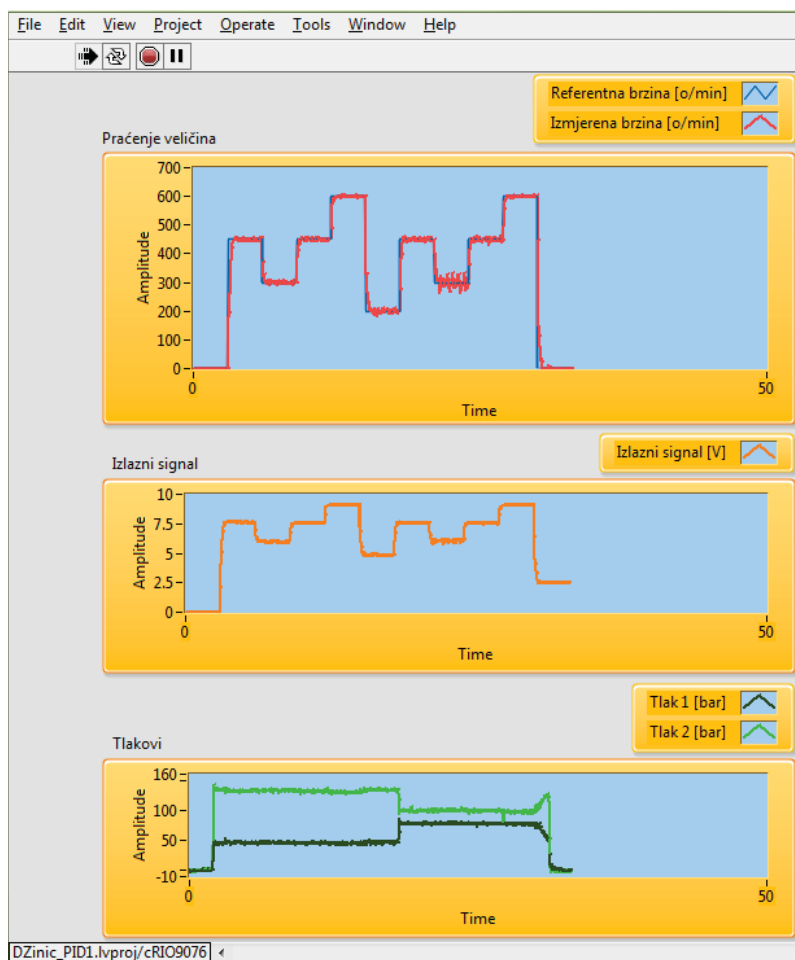 File Edit View Project Operate Tools Window Help
Referentna brzina [o/min]
Izmjerena brzina [o/min]
Praćenje veličina
700
600
500
400
300
200
100
0
Amplitude
0
50
Time
Izlazni signal [V]
Izlazni signal
10
7.5
5
2.5
0
Amplitude
0
50
Time
Tlak 1 [bar]
Tlak 2 [bar]
Tlakovi
160
100
50
-10
Amplitude
0
50
Time
DZinic_PID1.lvproj/cRIO9076